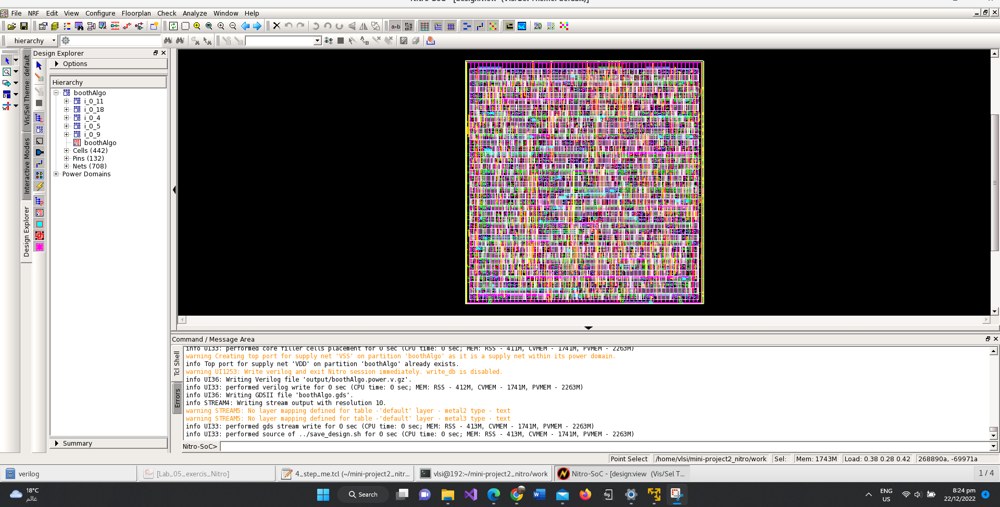 Nitro-SoC - [design:view (Vis/Sel Theme: default)]
File NRF Edit View Configure Floorplan Check Analyze Window Help
hierarchy
Design Explorer
Options
Hierarchy
boothAlgo
i_0_11
i_0_18
i_0_4
i_0_5
i_0_9
boothAlgo
Cells (442)
Pins (132)
Nets (708)
Power Domains
Summary
Vis/Sel Theme: default
Interactive Modes
Design Explorer
Command / Message Area
Tcl Shell
Errors
info UI33: performed core filler cells placement for 0 sec (CPU time: 0 sec; MEM: RSS - 411M, CVMEM - 1741M, PVMEM - 2263M)
warning Creating top port for supply net 'VSS' on partition 'boothAlgo' as it is a supply net within its power domain.
info Top port for supply net 'VDD' on partition 'boothAlgo' already exists.
warning UI1253: Write verilog and exit Nitro session immediately. write_db is disabled.
info UI36: Writing Verilog file 'output/boothAlgo.power.v.gz'.
info UI33: performed verilog write for 0 sec (CPU time: 0 sec; MEM: RSS - 412M, CVMEM - 1741M, PVMEM - 2263M)
info UI36: Writing GDSII file 'boothAlgo.gds'.
info STREAM4: Writing stream output with resolution 10.
warning STREAM5: No layer mapping defined for table -'default' layer - metal2 type - text
warning STREAM5: No layer mapping defined for table -'default' layer - metal3 type - text
info UI33: performed gds stream write for 0 sec (CPU time: 0 sec; MEM: RSS - 413M, CVMEM - 1741M, PVMEM - 2263M)
info UI33: performed source of ../save_design.sh for 0 sec (CPU time: 0 sec; MEM: RSS - 413M, CVMEM - 1741M, PVMEM - 2263M)
Nitro-SoC>
Point Select /home/vlsi/mini-project2_nitro/work Sel: Mem: 1743M Load: 0.38 0.28 0.42 268890a, -69971a
verilog [Lab_05_exercis_Nitro] 4_step_me.tcl (~/mini-project2_nitr... vlsi@192:~/mini-project2_nitro/work Nitro-SoC - [design:view (Vis/Sel T... 1 / 4
18°C
غائم
Search
ENG
US
8:24 pm
22/12/2022
4